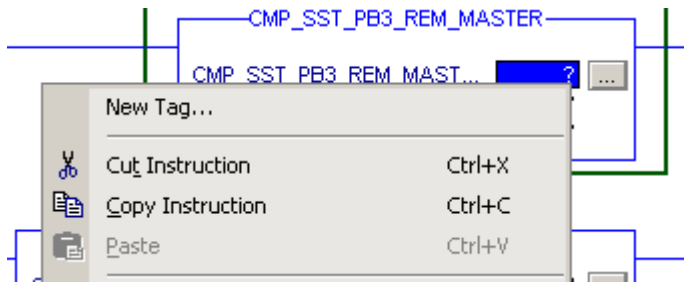 CMP_SST_PB3_REM_MASTER
CMP_SST_PB3_REM_MAST... ? ...
New Tag...
Cut Instruction Ctrl+X
Copy Instruction Ctrl+C
Paste Ctrl+V